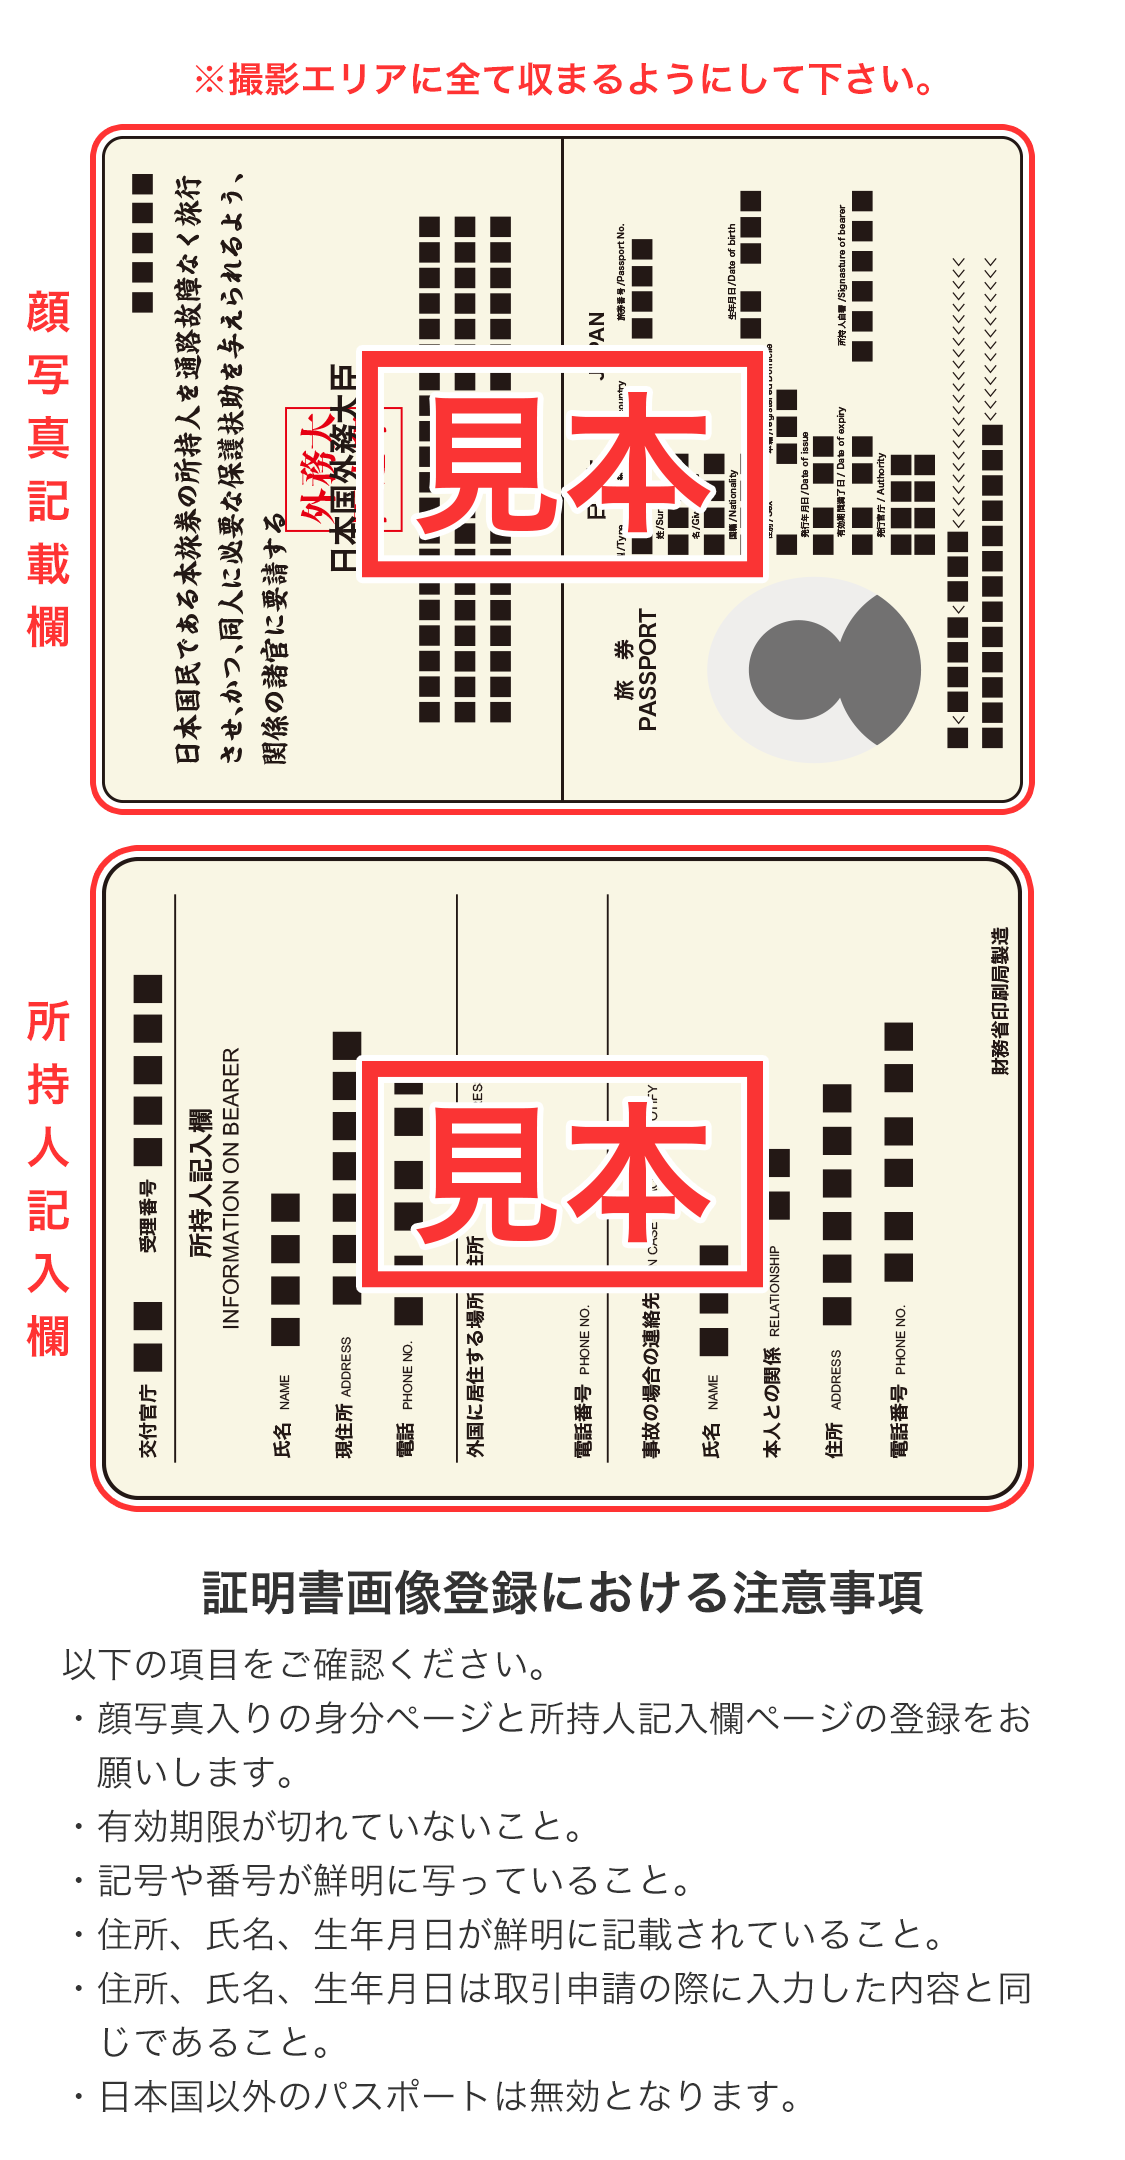 ※撮影エリアに全て収まるようにして下さい。
顔写真記載欄
日本国民である本旅券の所持人を通路故障なく旅行
させ、かつ、同人に必要な保護扶助を与えられるよう、
関係の諸官に要請する
日本国外務大臣
外務大
見本
旅 券
PASSPORT
旅券番号/Passport No.
姓/Sur
国籍/Nationality
生年月日/Date of birth
発行年月日/Date of issue
有効期間満了日/Date of expiry
所持人自署/Signasture of bearer
発行官庁/Authority
所持人記入欄
交付官庁
受理番号
所持人記入欄
INFORMATION ON BEARER
氏名 NAME
現住所 ADDRESS
電話 PHONE NO.
外国に居住する場所
住所
電話番号 PHONE NO.
事故の場合の連絡先
見本
氏名 NAME
本人との関係 RELATIONSHIP
住所 ADDRESS
電話番号 PHONE NO.
財務省印刷局製造
証明書画像登録における注意事項
以下の項目をご確認ください。
・顔写真入りの身分ページと所持人記入欄ページの登録をお
願いします。
・有効期限が切れていないこと。
・記号や番号が鮮明に写っていること。
・住所、氏名、生年月日が鮮明に記載されていること。
・住所、氏名、生年月日は取引申請の際に入力した内容と同
じであること。
・日本国以外のパスポートは無効となります。